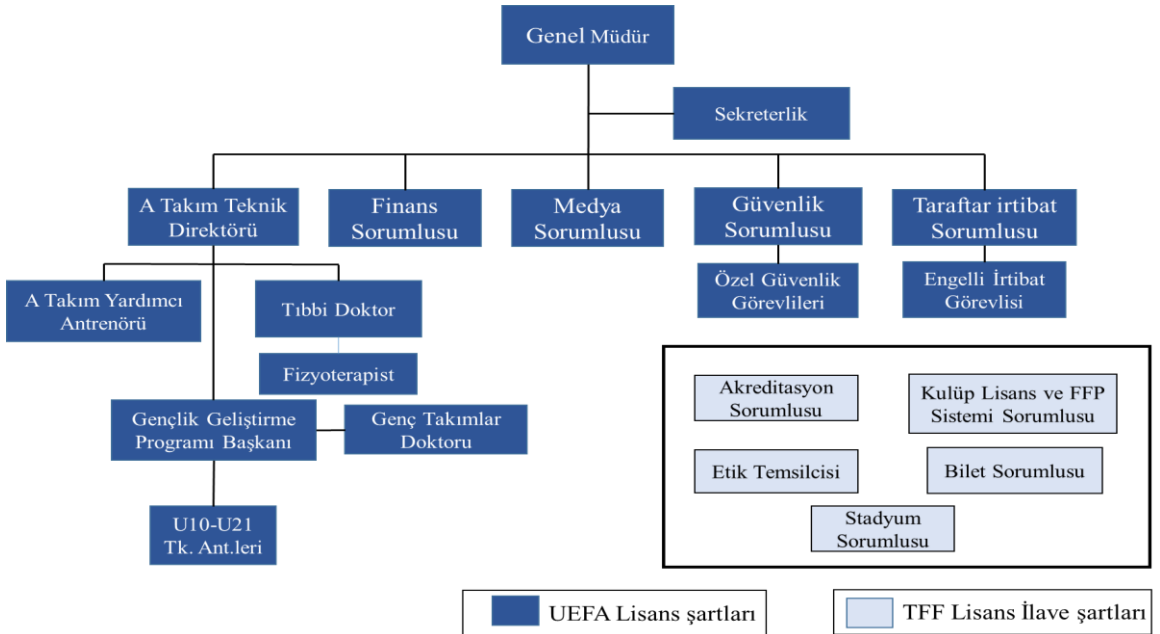 Genel Müdür
Sekreterlik
A Takım Teknik
Direktörü
Finans
Sorumlusu
Medya
Sorumlusu
Güvenlik
Sorumlusu
Taraftar irtibat
Sorumlusu
A Takım Yardımcı
Antrenörü
Tıbbi Doktor
Özel Güvenlik
Görevlileri
Engelli İrtibat
Görevlisi
Fizyoterapist
Gençlik Geliştirme
Programı Başkanı
Genç Takımlar
Doktoru
U10-U21
Tk. Ant.leri
Akreditasyon
Sorumlusu
Kulüp Lisans ve FFP
Sistemi Sorumlusu
Etik Temsilcisi
Bilet Sorumlusu
Stadyum
Sorumlusu
UEFA Lisans şartları
TFF Lisans İlave şartları